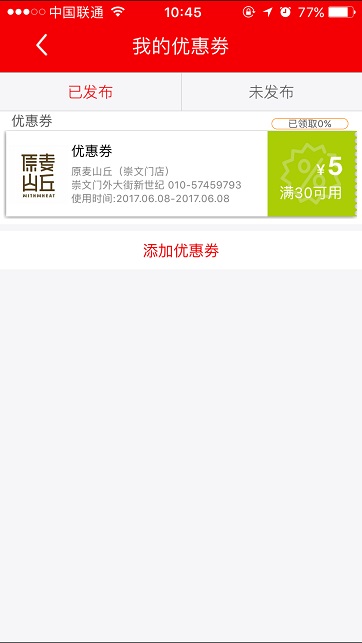 中国联通 10:45 77%
我的优惠券
已发布 未发布
优惠券 已领取0%
原麦山丘
WITHWHEAT
优惠券
原麦山丘（崇文门店）
崇文门外大街新世纪 010-57459793
使用时间:2017.06.08-2017.06.08
¥5
满30可用
添加优惠券